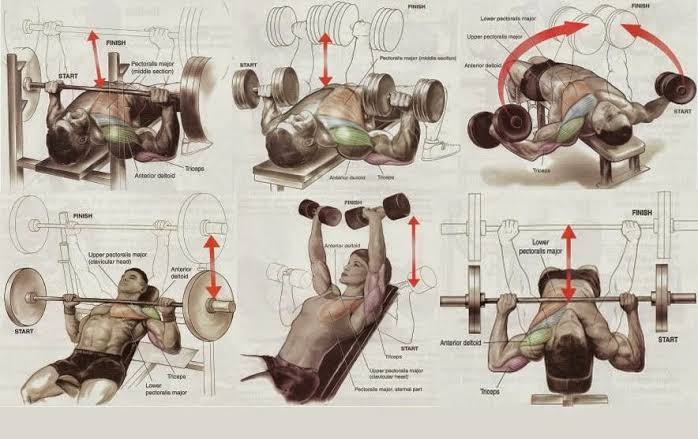 FINISH
START
Pectoralis major
(middle section)
Triceps
Anterior deltoid
FINISH
START
Pectoralis major (middle section)
Anterior deltoid
Triceps
FINISH
Lower pectoralis major
Upper pectoralis major
Anterior deltoid
START
Triceps
FINISH
Upper pectoralis major
(clavicular head)
Anterior
deltoid
START
Triceps
Lower
pectoralis major
FINISH
Anterior deltoid
START
Triceps
Upper pectoralis major
(clavicular head)
Pectoralis major, sternal part
FINISH
Lower
pectoralis major
Anterior deltoid
START
Triceps